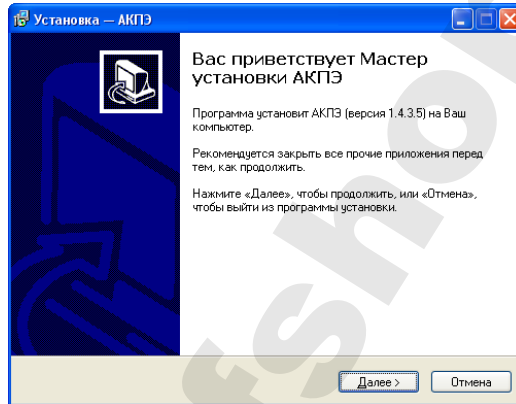 Установка — АКПЭ
Вас приветствует Мастер
установки АКПЭ
Программа установит АКПЭ (версия 1.4.3.5) на Ваш
компьютер.
Рекомендуется закрыть все прочие приложения перед
тем, как продолжить.
Нажмите «Далее», чтобы продолжить, или «Отмена»,
чтобы выйти из программы установки.
Далее >
Отмена